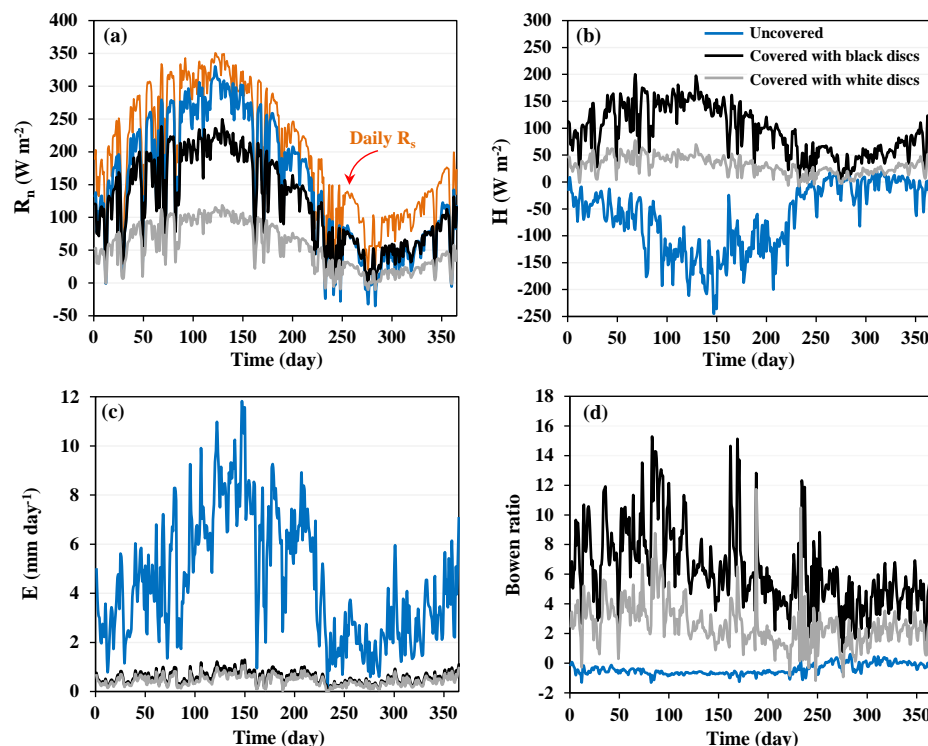 (a)
400
350
300
250
200
150
100
50
0
-50
R_n (W m^-2)
Daily R_s
0 50 100 150 200 250 300 350
Time (day)
(b)
Uncovered
Covered with black discs
Covered with white discs
300
250
200
150
100
50
0
-50
-100
-150
-200
-250
H (W m^-2)
0 50 100 150 200 250 300 350
Time (day)
(c)
12
10
8
6
4
2
0
E (mm day^-1)
0 50 100 150 200 250 300 350
Time (day)
(d)
18
16
14
12
10
8
6
4
2
0
-2
Bowen ratio
0 50 100 150 200 250 300 350
Time (day)